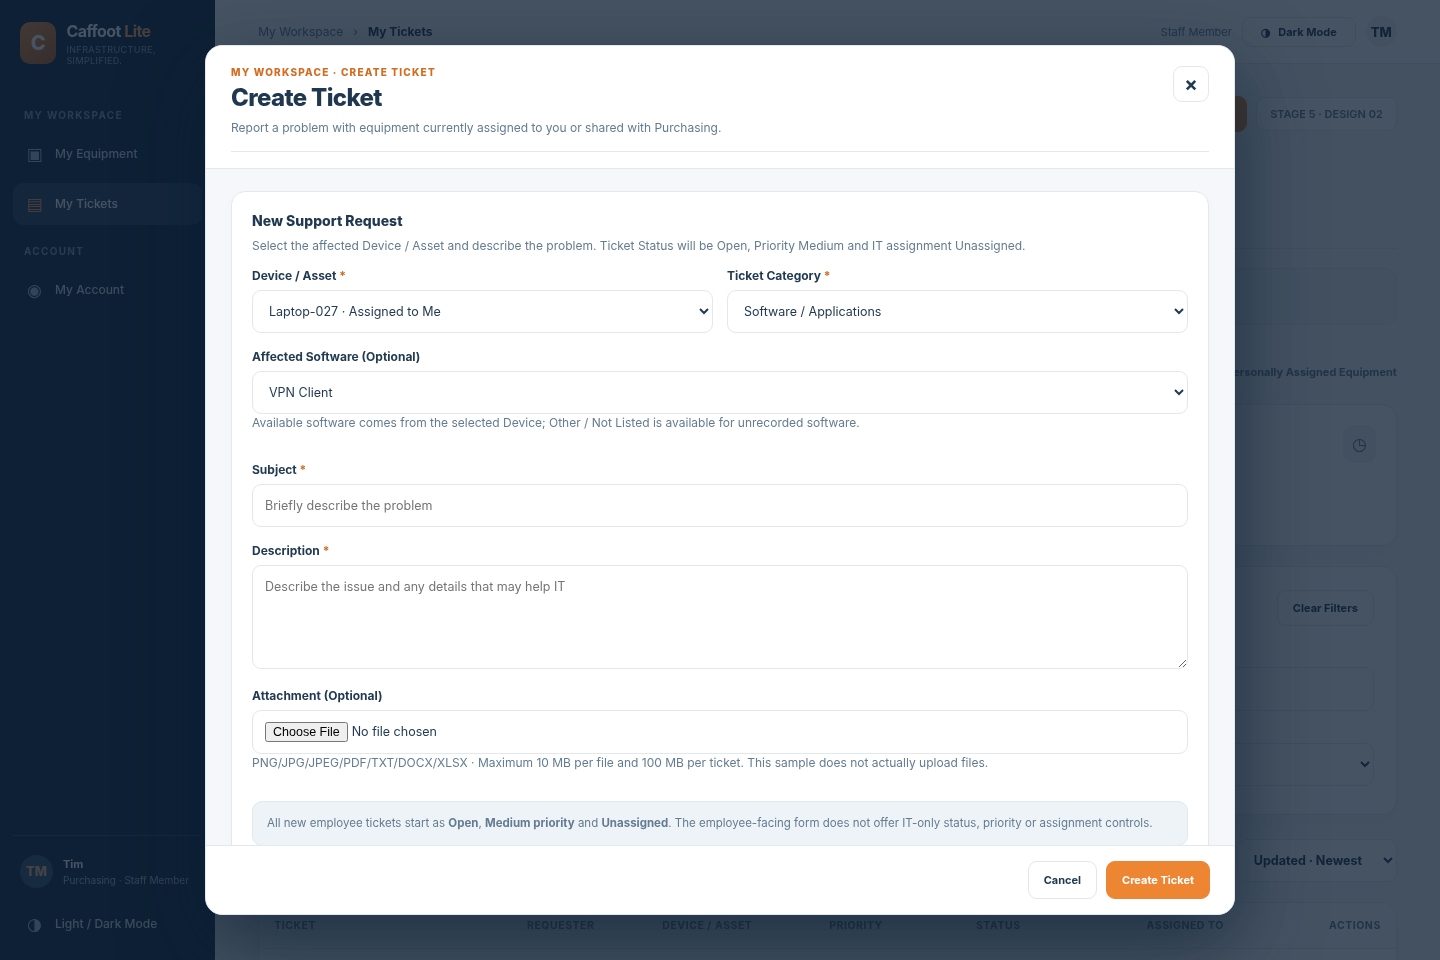 C
Caffoot Lite
INFRASTRUCTURE,
SIMPLIFIED.
MY WORKSPACE
My Equipment
My Tickets
ACCOUNT
My Account
TM
Tim
Purchasing · Staff Member
Light / Dark Mode
My Workspace › My Tickets
Staff Member
Dark Mode
TM
STAGE 5 · DESIGN 02
ersonally Assigned Equipment
Clear Filters
Updated · Newest
TICKET REQUESTER DEVICE / ASSET PRIORITY STATUS ASSIGNED TO ACTIONS
MY WORKSPACE · CREATE TICKET
Create Ticket
Report a problem with equipment currently assigned to you or shared with Purchasing.
×
New Support Request
Select the affected Device / Asset and describe the problem. Ticket Status will be Open, Priority Medium and IT assignment Unassigned.
Device / Asset * Ticket Category *
Laptop-027 · Assigned to Me Software / Applications
Affected Software (Optional)
VPN Client
Available software comes from the selected Device; Other / Not Listed is available for unrecorded software.
Subject *
Briefly describe the problem
Description *
Describe the issue and any details that may help IT
Attachment (Optional)
Choose File No file chosen
PNG/JPG/JPEG/PDF/TXT/DOCX/XLSX · Maximum 10 MB per file and 100 MB per ticket. This sample does not actually upload files.
All new employee tickets start as Open, Medium priority and Unassigned. The employee-facing form does not offer IT-only status, priority or assignment controls.
Cancel Create Ticket